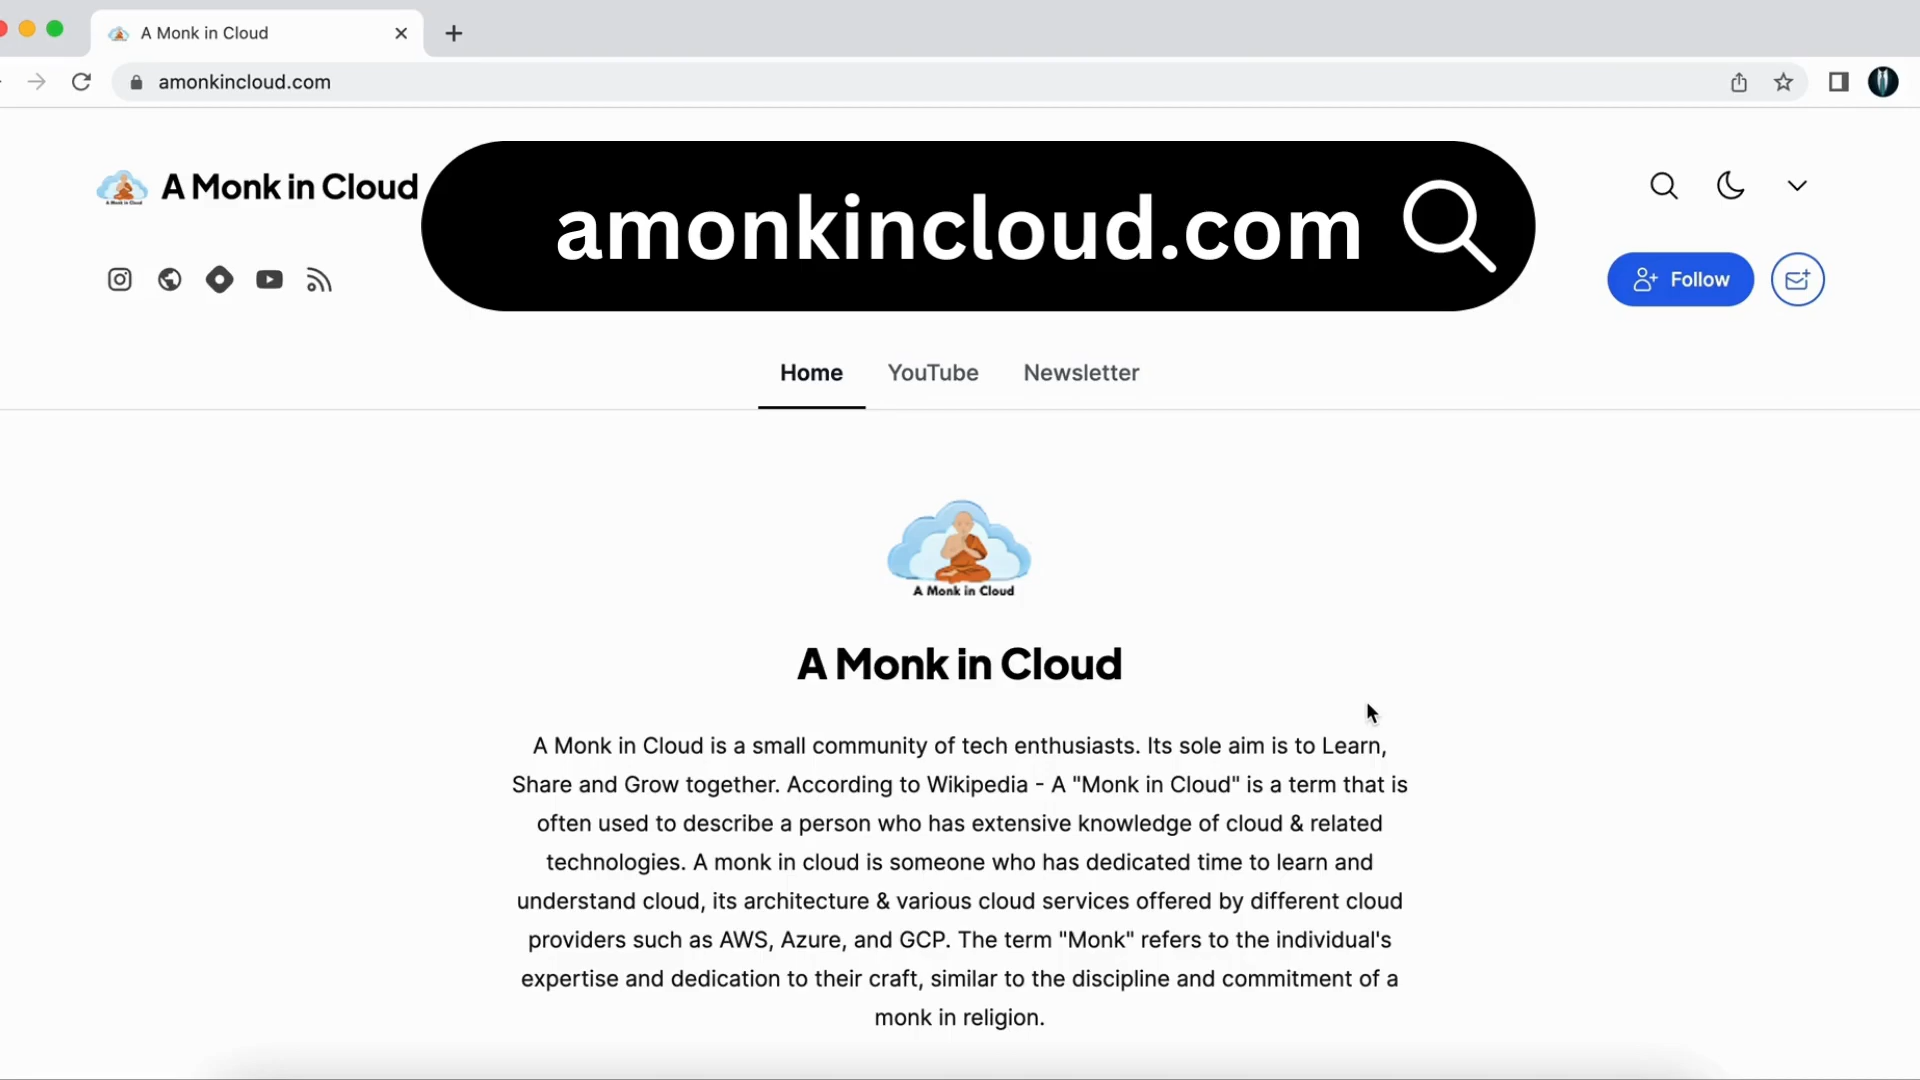 A Monk in Cloud
amonkincloud.com
A Monk in Cloud
amonkincloud.com
Follow
Home YouTube Newsletter
A Monk in Cloud
A Monk in Cloud
A Monk in Cloud is a small community of tech enthusiasts. Its sole aim is to Learn,
Share and Grow together. According to Wikipedia - A "Monk in Cloud" is a term that is
often used to describe a person who has extensive knowledge of cloud & related
technologies. A monk in cloud is someone who has dedicated time to learn and
understand cloud, its architecture & various cloud services offered by different cloud
providers such as AWS, Azure, and GCP. The term "Monk" refers to the individual's
expertise and dedication to their craft, similar to the discipline and commitment of a
monk in religion.